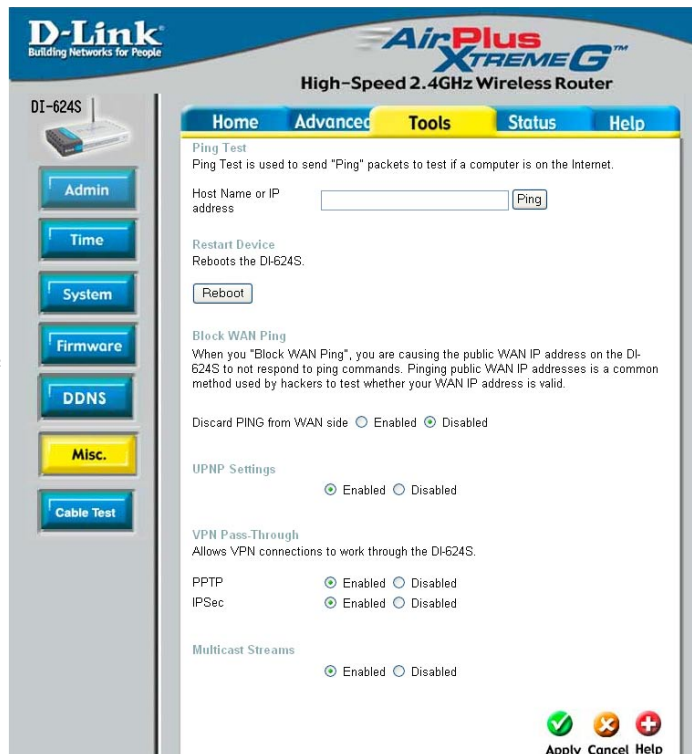 D-Link
Building Networks for People
AirPlus
XTREME G™
High-Speed 2.4GHz Wireless Router
DI-624S
Home Advanced Tools Status Help
Admin
Time
System
Firmware
DDNS
Misc.
Cable Test
Ping Test
Ping Test is used to send "Ping" packets to test if a computer is on the Internet.
Host Name or IP
address
Ping
Restart Device
Reboots the DI-624S.
Reboot
Block WAN Ping
When you "Block WAN Ping", you are causing the public WAN IP address on the DI-
624S to not respond to ping commands. Pinging public WAN IP addresses is a common
method used by hackers to test whether your WAN IP address is valid.
Discard PING from WAN side Enabled Disabled
UPNP Settings
Enabled Disabled
VPN Pass-Through
Allows VPN connections to work through the DI-624S.
PPTP Enabled Disabled
IPSec Enabled Disabled
Multicast Streams
Enabled Disabled
Apply Cancel Help